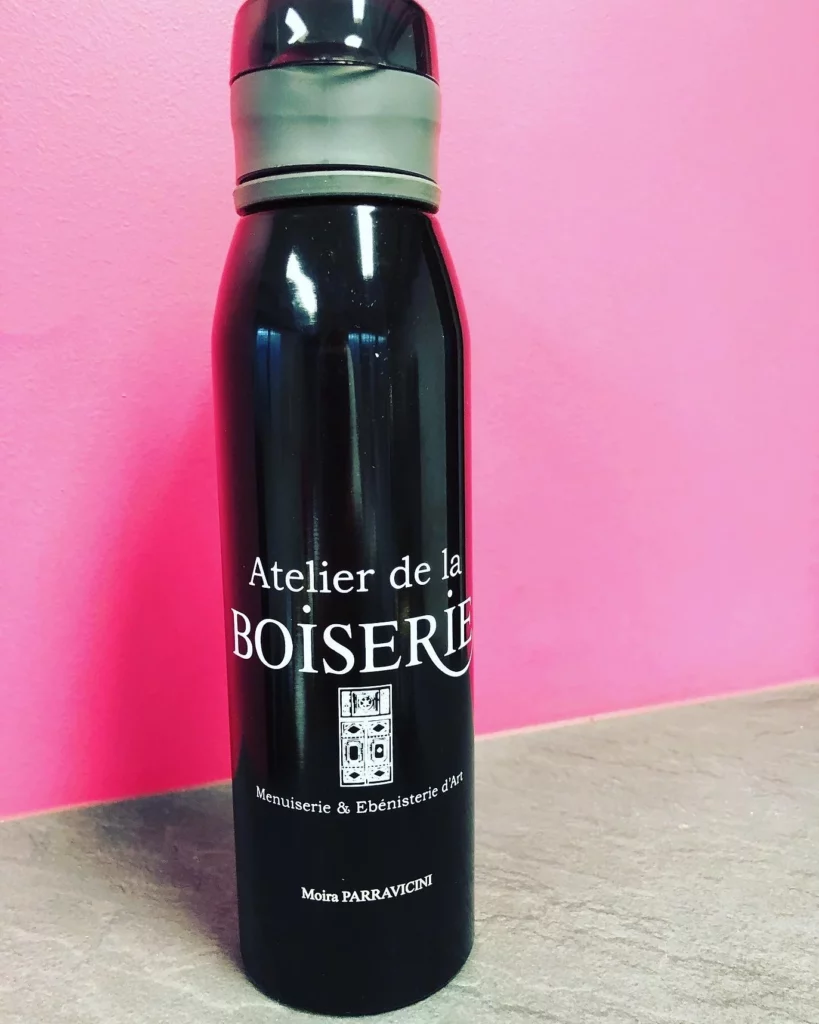 Atelier de la
BOiSERiE
Menuiserie & Ebénisterie d'Art
Moira PARRAVICINI